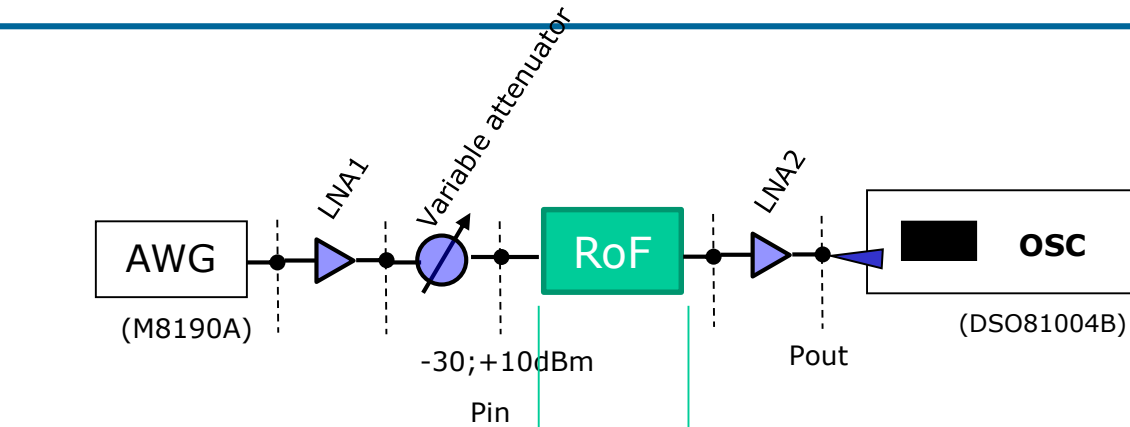 Variable attenuator
LNA1
LNA2
AWG
RoF
OSC
(M8190A)
(DSO81004B)
-30;+10dBm
Pout
Pin